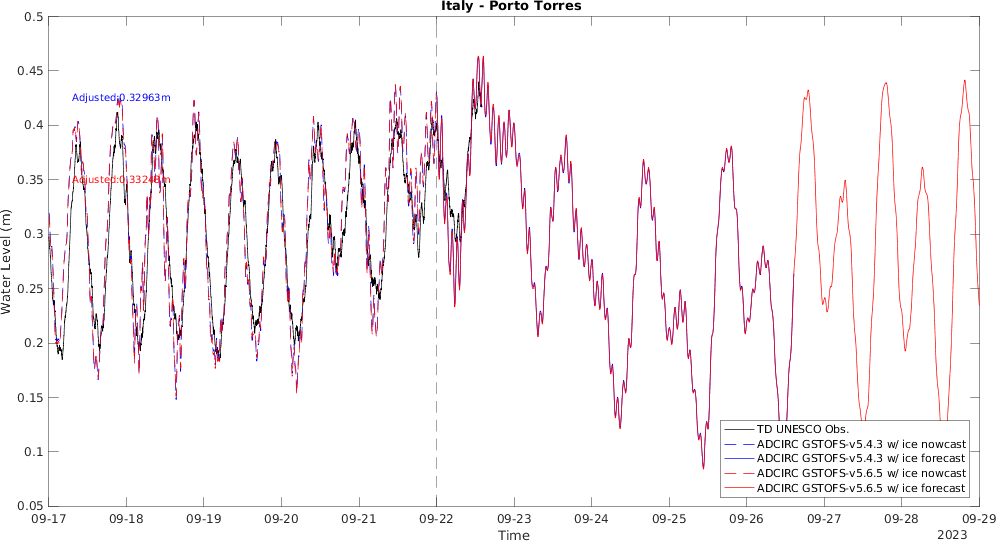 Italy - Porto Torres
0.5
0.45
0.4
0.35
0.3
0.25
0.2
0.15
0.1
0.05
Water Level (m)
Adjusted:0.32963m
Adjusted:0.33248m
TD UNESCO Obs.
ADCIRC GSTOFS-v5.4.3 w/ ice nowcast
ADCIRC GSTOFS-v5.4.3 w/ ice forecast
ADCIRC GSTOFS-v5.6.5 w/ ice nowcast
ADCIRC GSTOFS-v5.6.5 w/ ice forecast
09-17 09-18 09-19 09-20 09-21 09-22 09-23 09-24 09-25 09-26 09-27 09-28 09-29
Time
2023